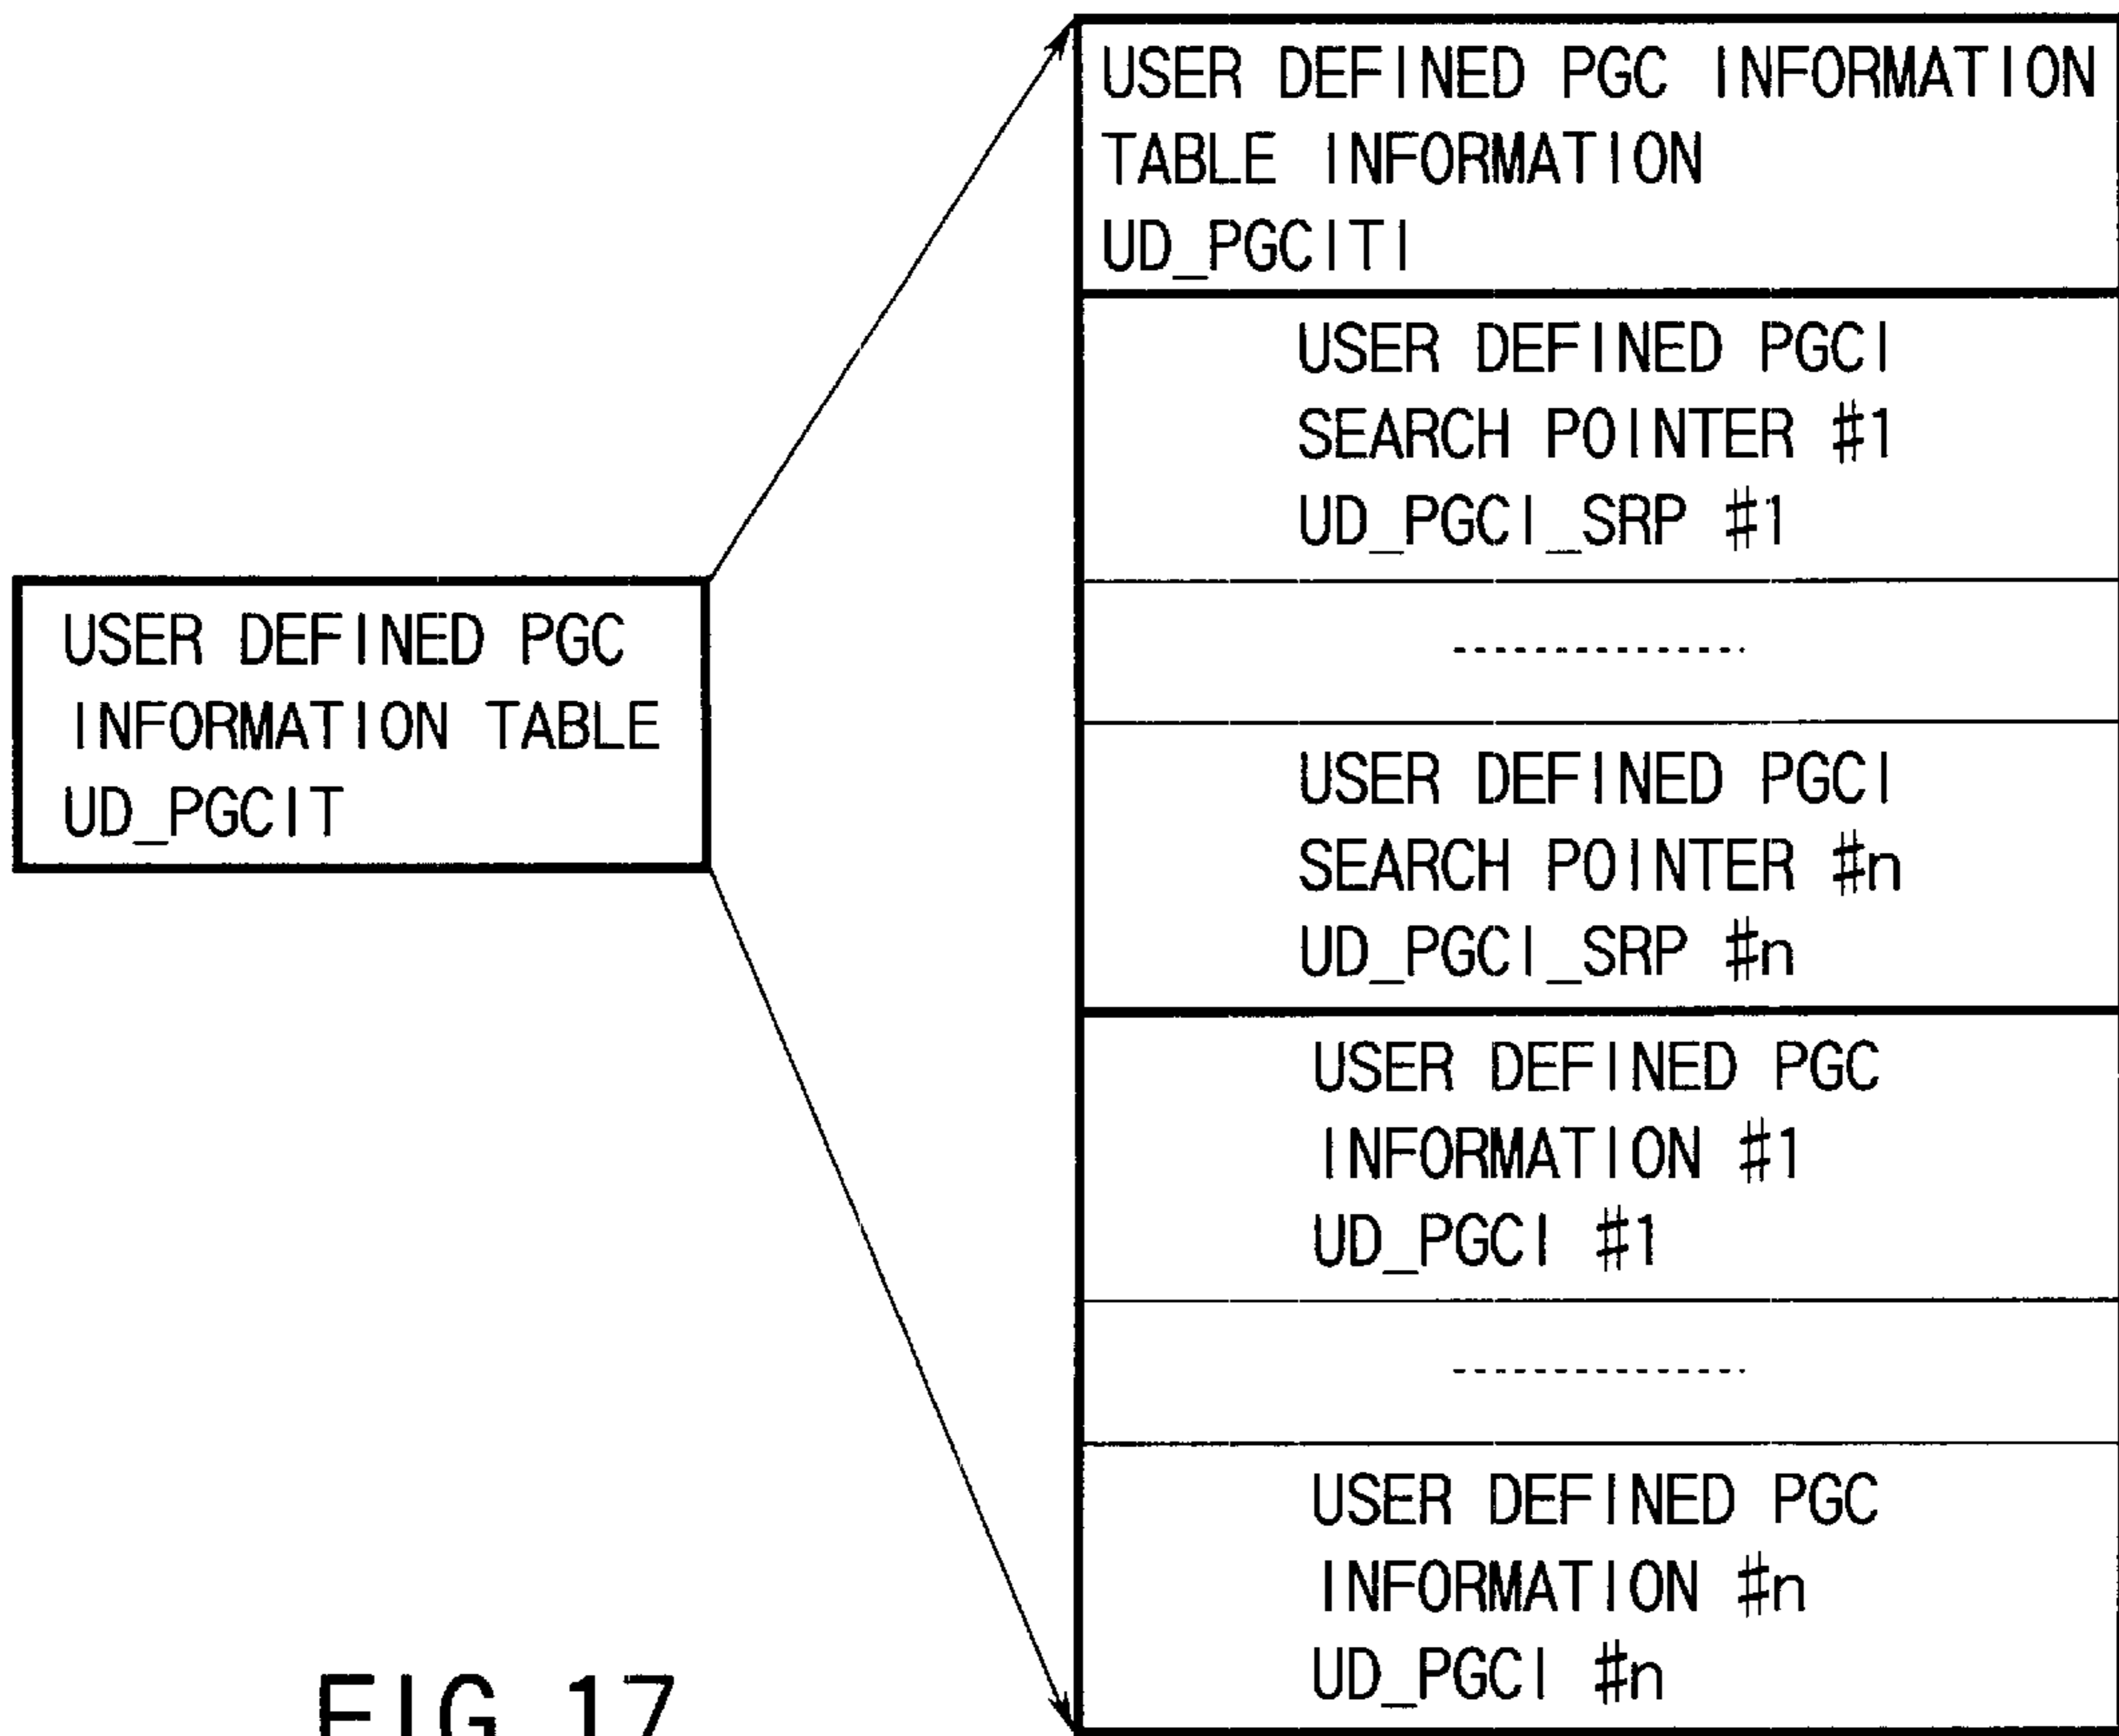 USER DEFINED PGC
INFORMATION TABLE
UD_PGCIT
USER DEFINED PGC INFORMATION
TABLE INFORMATION
UD_PGCITI
USER DEFINED PGCI
SEARCH POINTER #1
UD_PGCI_SRP #1
USER DEFINED PGCI
SEARCH POINTER #n
UD_PGCI_SRP #n
USER DEFINED PGC
INFORMATION #1
UD_PGCI #1
USER DEFINED PGC
INFORMATION #n
UD_PGCI #n
FIG. 17